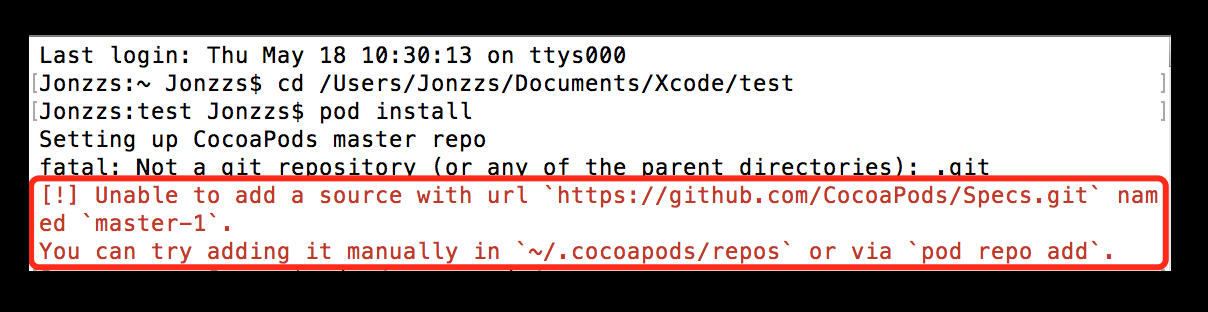 Last login: Thu May 18 10:30:13 on ttys000
[Jonzzs:~ Jonzzs$ cd /Users/Jonzzs/Documents/Xcode/test ]
[Jonzzs:test Jonzzs$ pod install ]
Setting up CocoaPods master repo
fatal: Not a git repository (or any of the parent directories): .git
[!] Unable to add a source with url `https://github.com/CocoaPods/Specs.git` nam
ed `master-1`.
You can try adding it manually in `~/.cocoapods/repos` or via `pod repo add`.